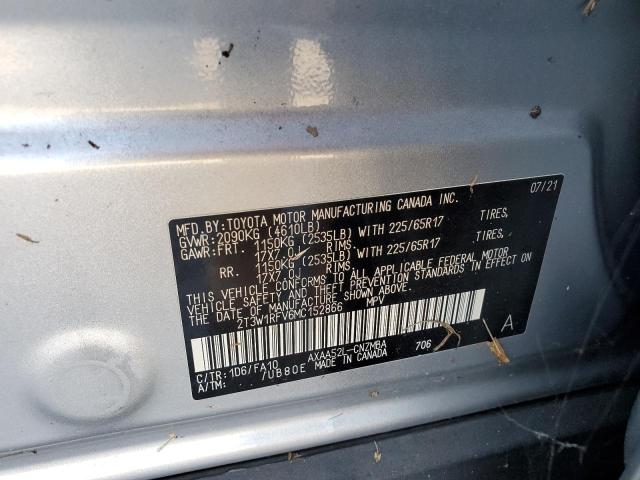 MFD.BY:TOYOTA MOTOR MANUFACTURING CANADA INC. 07/21
GVWR:2090KG (4610LB)
GAWR:FRT. 1150KG (2535LB) WITH 225/65R17 TIRES,
17X7.0J RIMS.
RR. 1150KG (2535LB) WITH 225/65R17 TIRES,
17X7.0J RIMS.
THIS VEHICLE CONFORMS TO ALL APPLICABLE FEDERAL MOTOR
VEHICLE SAFETY AND THEFT PREVENTION STANDARDS IN EFFECT ON
THE DATE OF MANUFACTURE SHOWN ABOVE.
2T3W1RFV6MC152866 MPV
A
C/TR:1D6/FA10 AXAA52L-CNZMBA 706
A/TM: /UB80E MADE IN CANADA